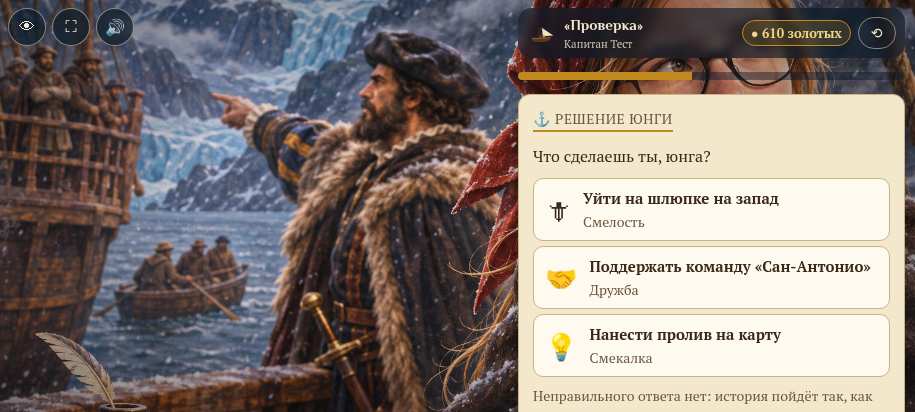 «Проверка»
Капитан Тест
● 610 золотых
РЕШЕНИЕ ЮНГИ
Что сделаешь ты, юнга?
Уйти на шлюпке на запад
Смелость
Поддержать команду «Сан-Антонио»
Дружба
Нанести пролив на карту
Смекалка
Неправильного ответа нет: история пойдёт так, как